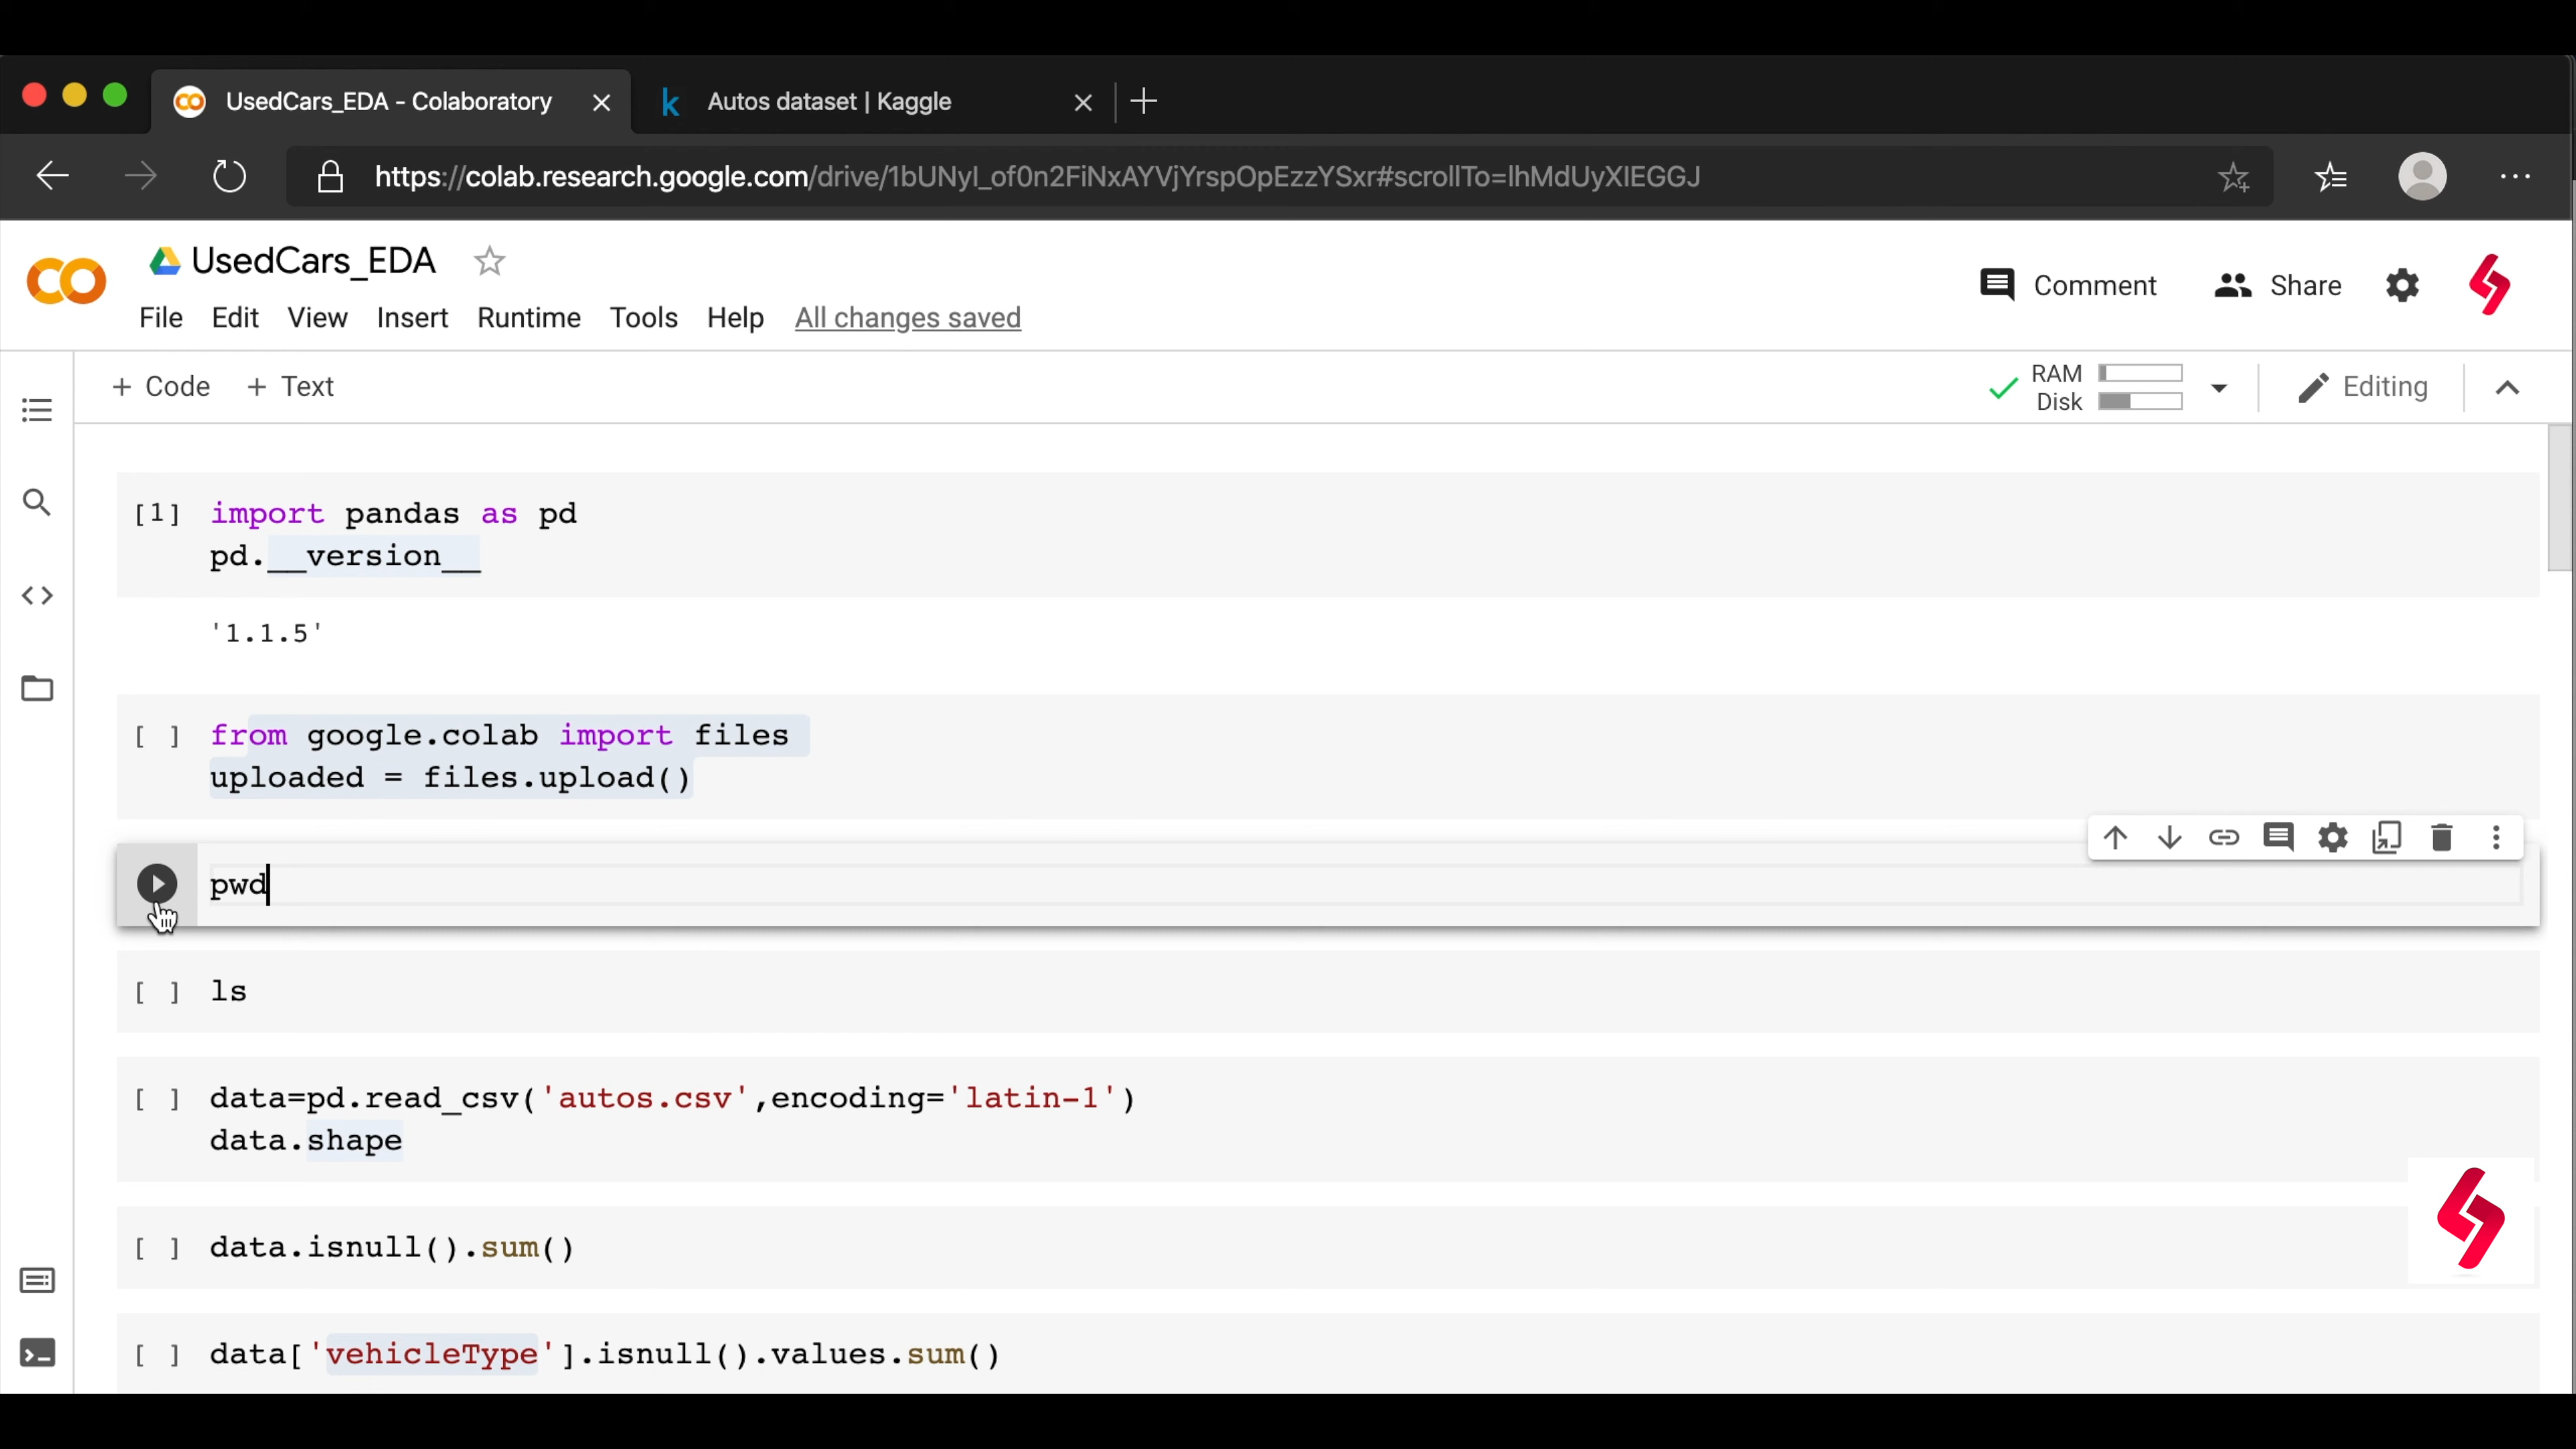 UsedCars_EDA - Colaboratory
Autos dataset | Kaggle
https://colab.research.google.com/drive/1bUNyI_of0n2FiNxAYVjYrspOpEzzYSxr#scrollTo=lhMdUyXIEGGJ
UsedCars_EDA
File Edit View Insert Runtime Tools Help All changes saved
Comment Share
+ Code + Text
RAM
Disk
Editing
[1] import pandas as pd
pd.__version__
'1.1.5'
[ ] from google.colab import files
uploaded = files.upload()
pwd
[ ] ls
[ ] data=pd.read_csv('autos.csv',encoding='latin-1')
data.shape
[ ] data.isnull().sum()
[ ] data['vehicleType'].isnull().values.sum()